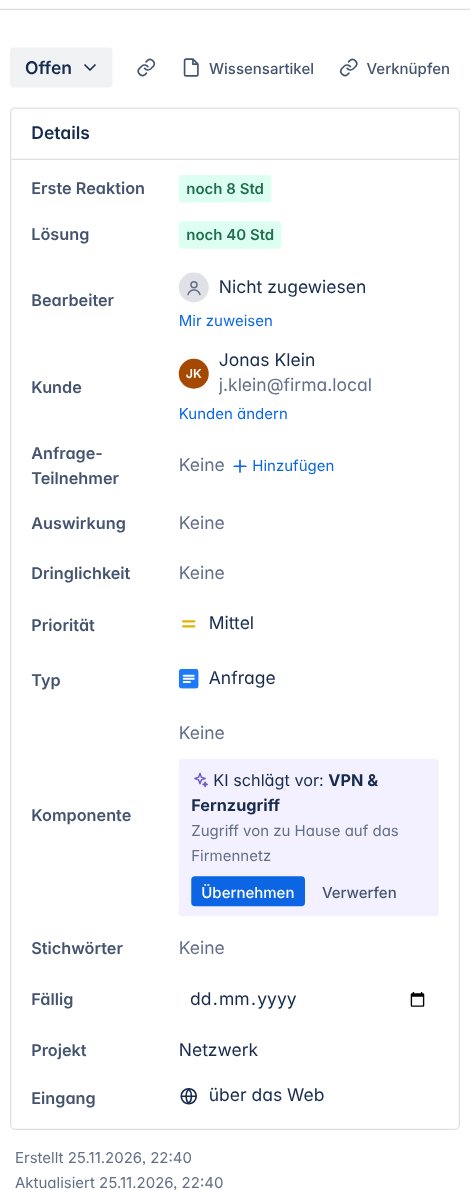 Offen
Wissensartikel
Verknüpfen
Details
Erste Reaktion
noch 8 Std
Lösung
noch 40 Std
Bearbeiter
Nicht zugewiesen
Mir zuweisen
Kunde
JK
Jonas Klein
j.klein@firma.local
Kunden ändern
Anfrage-
Teilnehmer
Keine
Hinzufügen
Auswirkung
Keine
Dringlichkeit
Keine
Priorität
Mittel
Typ
Anfrage
Komponente
Keine
KI schlägt vor: VPN &
Fernzugriff
Zugriff von zu Hause auf das
Firmennetz
Übernehmen
Verwerfen
Stichwörter
Keine
Fällig
dd.mm.yyyy
Projekt
Netzwerk
Eingang
über das Web
Erstellt 25.11.2026, 22:40
Aktualisiert 25.11.2026, 22:40